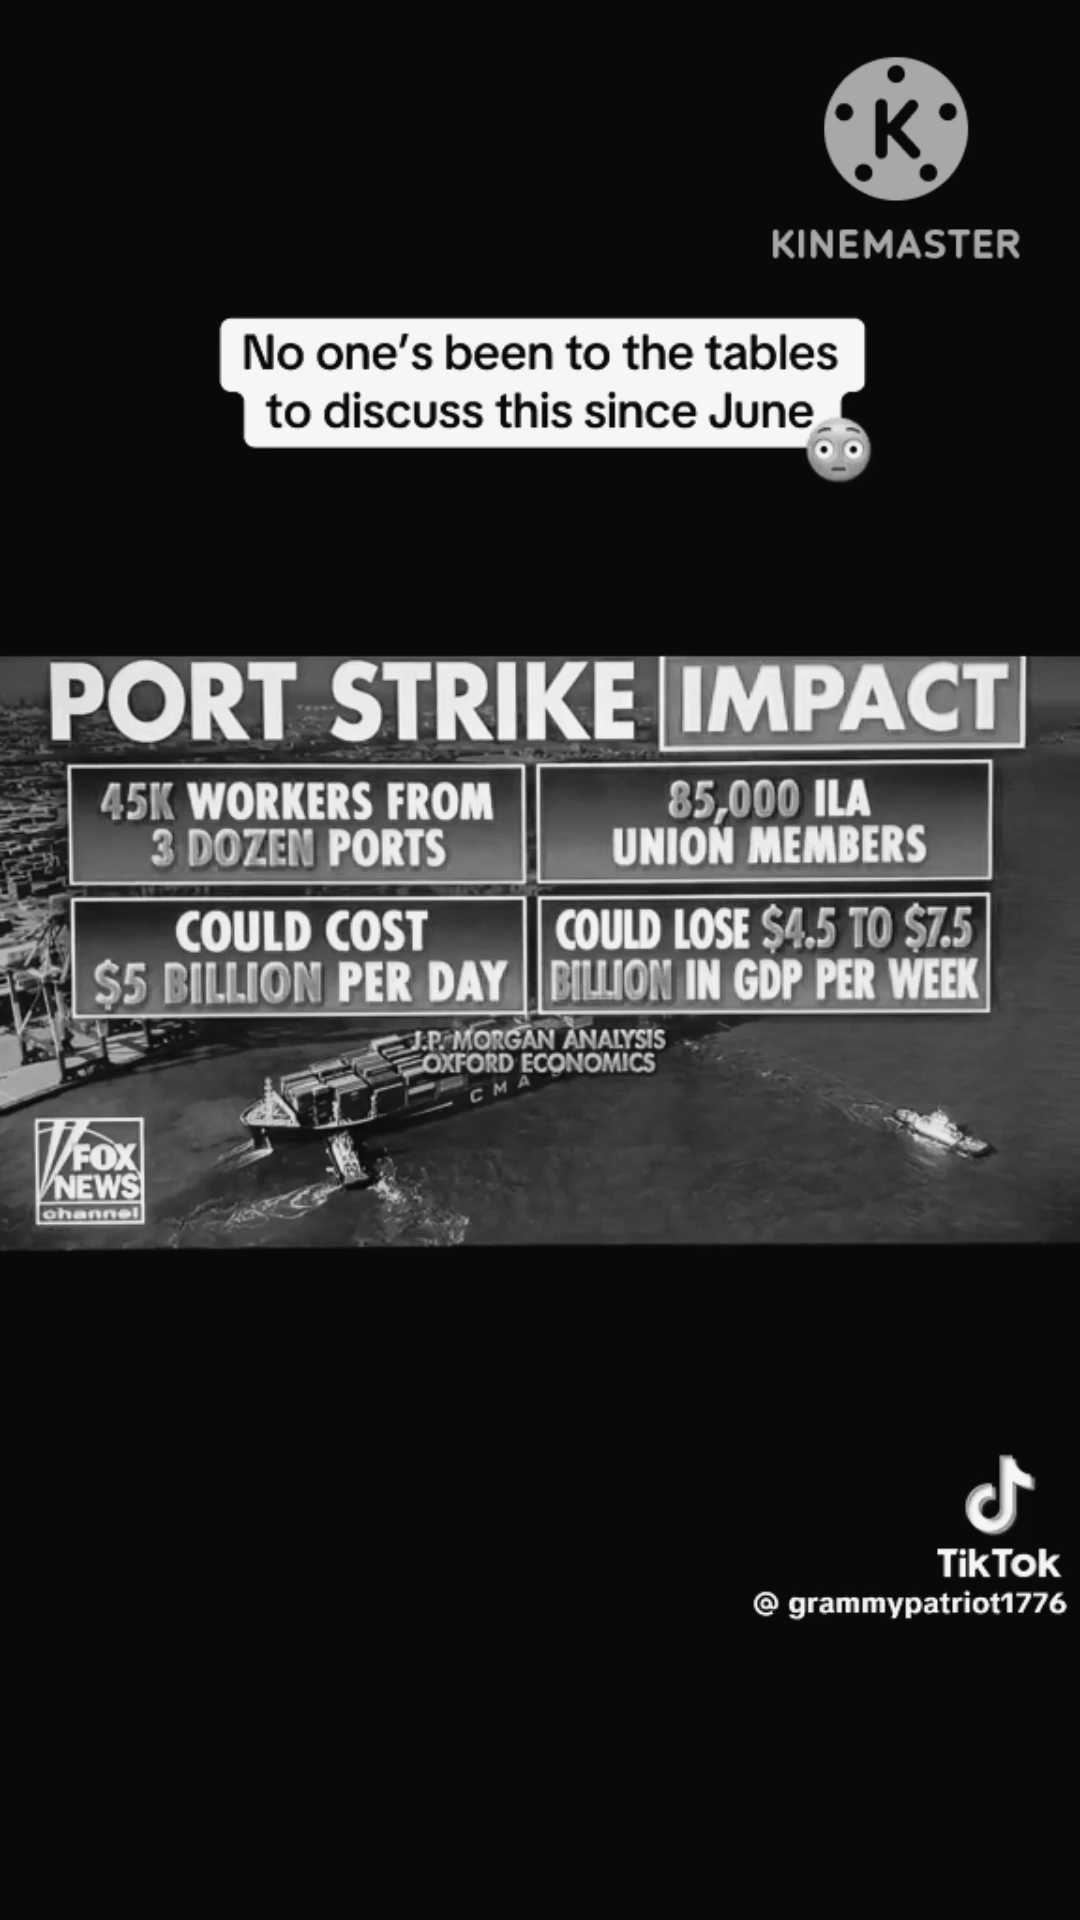 K
KINEMASTER
No one's been to the tables
to discuss this since June
PORT STRIKE IMPACT
45K WORKERS FROM
3 DOZEN PORTS
85,000 ILA
UNION MEMBERS
COULD COST
$5 BILLION PER DAY
COULD LOSE $4.5 TO $7.5
BILLION IN GDP PER WEEK
J.P. MORGAN ANALYSIS
OXFORD ECONOMICS
CMA
FOX
NEWS
channel
TikTok
@ grammypatriot1776